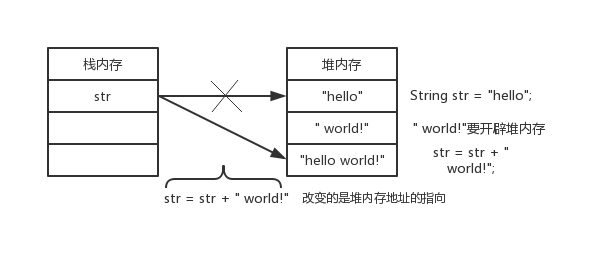 栈内存
堆内存
str
"hello"
String str = "hello";
" world!"
" world!"要开辟堆内存
"hello world!"
str = str + "
world!";
str = str + " world!"
改变的是堆内存地址的指向